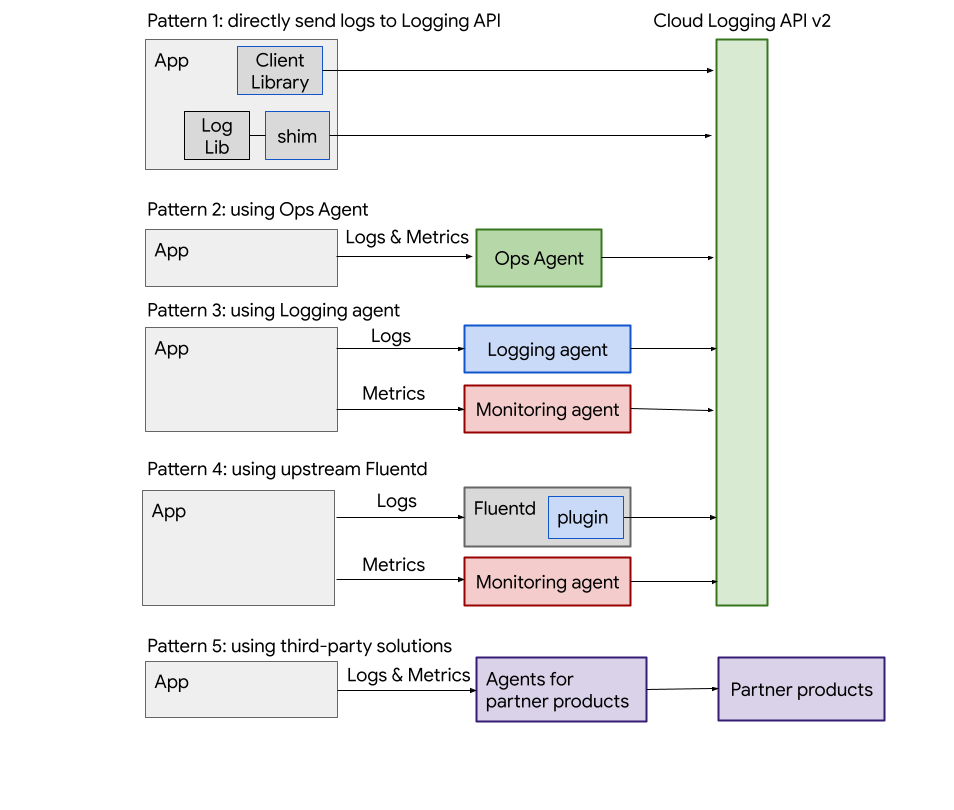 Pattern 1: directly send logs to Logging API
Cloud Logging API v2
App
Client
Library
Log
Lib
shim
Pattern 2: using Ops Agent
App
Logs & Metrics
Ops Agent
Pattern 3: using Logging agent
App
Logs
Logging agent
Metrics
Monitoring agent
Pattern 4: using upstream Fluentd
App
Logs
Fluentd
plugin
Metrics
Monitoring agent
Pattern 5: using third-party solutions
App
Logs & Metrics
Agents for
partner products
Partner products